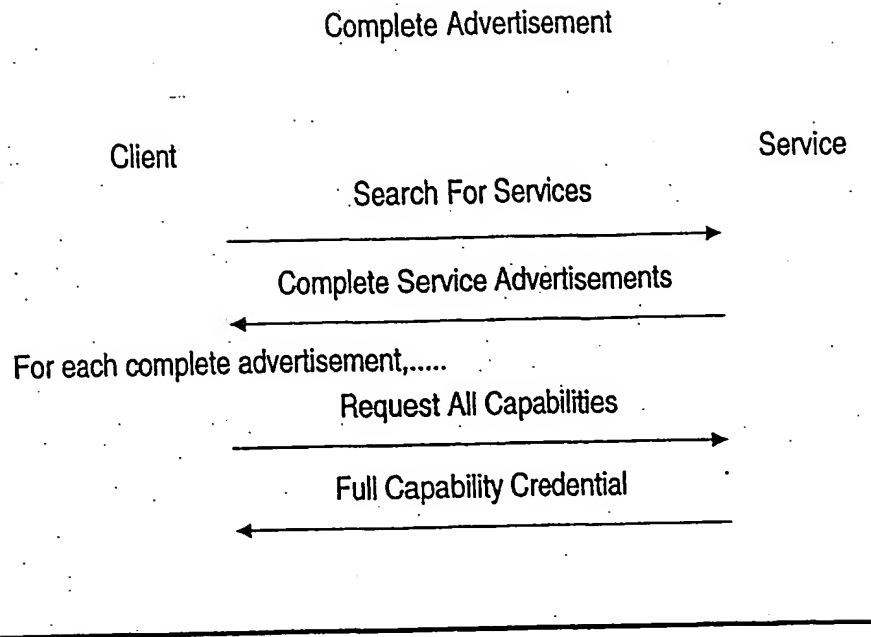 Complete Advertisement
Client
Service
Search For Services
Complete Service Advertisements
For each complete advertisement,.....
Request All Capabilities
Full Capability Credential